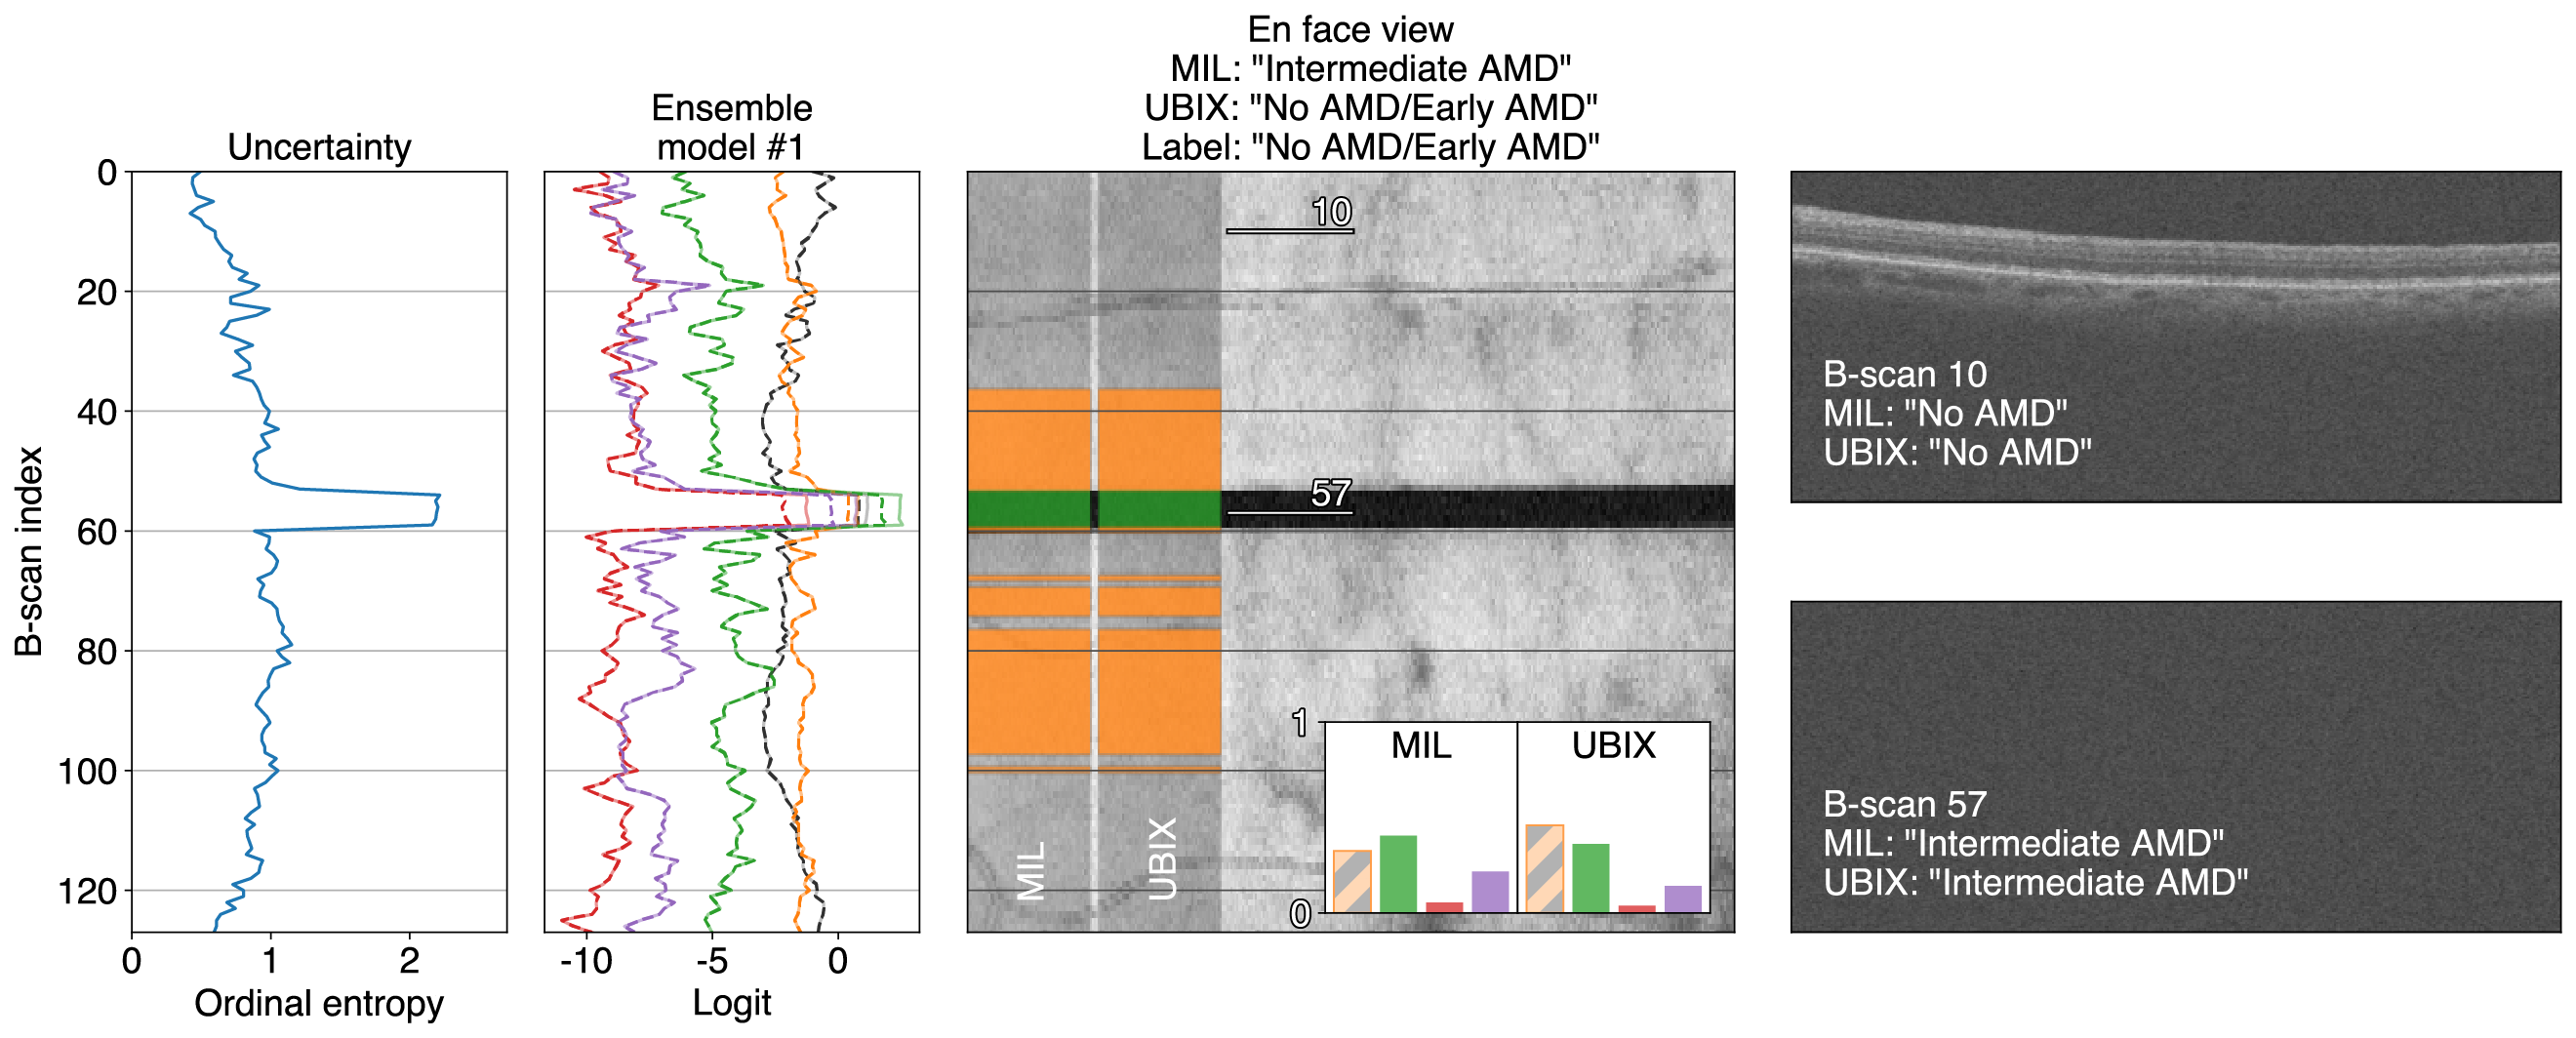 Uncertainty
Ensemble
model #1
En face view
MIL: "Intermediate AMD"
UBIX: "No AMD/Early AMD"
Label: "No AMD/Early AMD"
B-scan index
0
20
40
60
80
100
120
0
1
2
Ordinal entropy
-10
-5
0
Logit
10
57
MIL
UBIX
1
0
MIL
UBIX
B-scan 10
MIL: "No AMD"
UBIX: "No AMD"
B-scan 57
MIL: "Intermediate AMD"
UBIX: "Intermediate AMD"